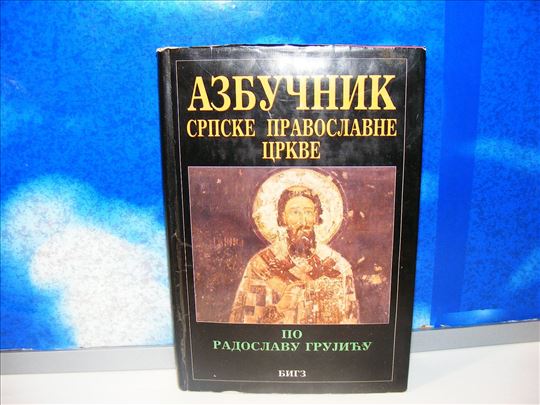 АЗБУЧНИК
СРПСКЕ ПРАВОСЛАВНЕ
ЦРКВЕ
ПО
РАДОСЛАВУ ГРУЈИЋУ
БИГЗ